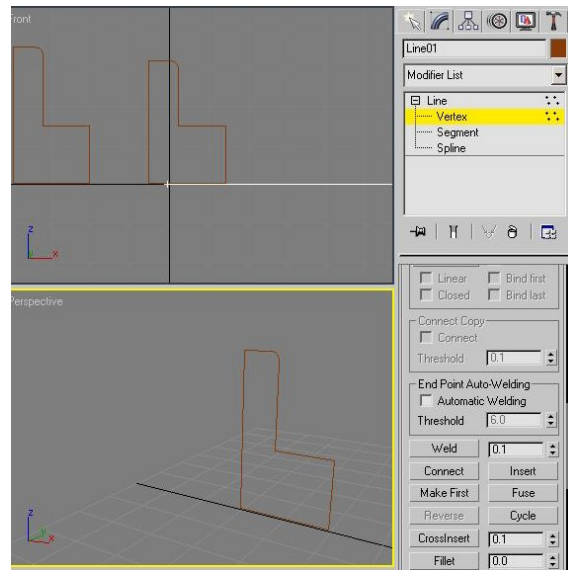 Front
z
y
x
Perspective
z
y
x
Line01
Modifier List
Line
Vertex
Segment
Spline
Linear
Bind first
Closed
Bind last
Connect Copy
Connect
Threshold
0.1
End Point Auto-Welding
Automatic Welding
Threshold
6.0
Weld
0.1
Connect
Insert
Make First
Fuse
Reverse
Cycle
CrossInsert
0.1
Fillet
0.0